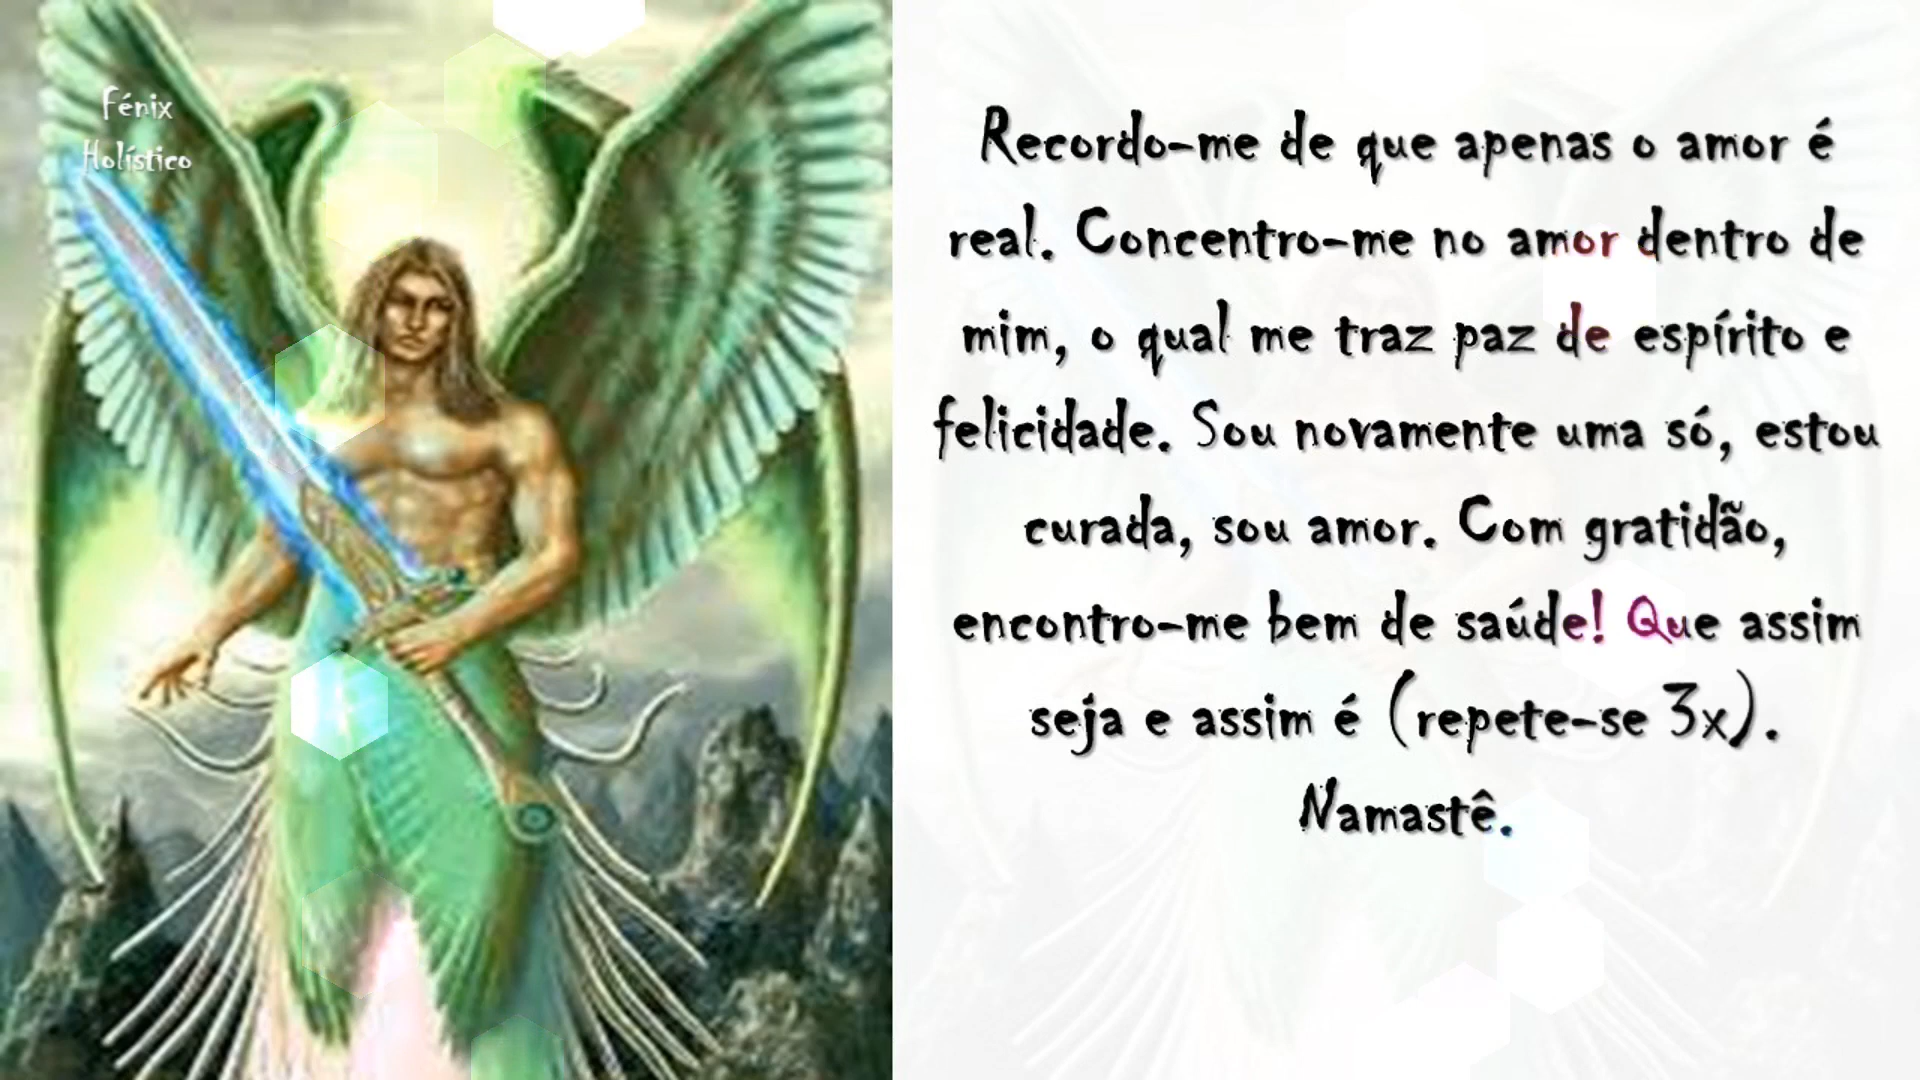 Fénix
Holístico
Recordo-me de que apenas o amor é
real. Concentro-me no amor dentro de
mim, o qual me traz paz de espírito e
felicidade. Sou novamente uma só, estou
curada, sou amor. Com gratidão,
encontro-me bem de saúde! Que assim
seja e assim é (repete-se 3x).
Namastê.